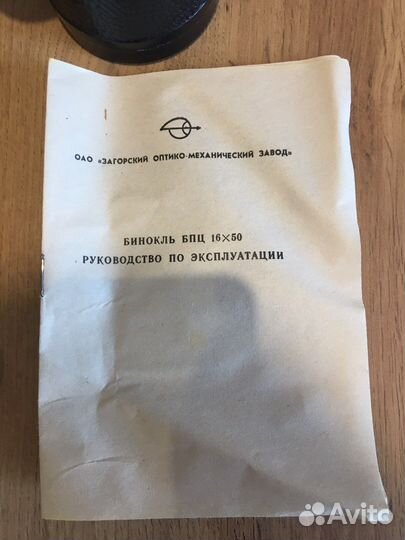 ОАО «ЗАГОРСКИЙ ОПТИКО-МЕХАНИЧЕСКИЙ ЗАВОД»
БИНОКЛЬ БПЦ 16×50
РУКОВОДСТВО ПО ЭКСПЛУАТАЦИИ
Avito